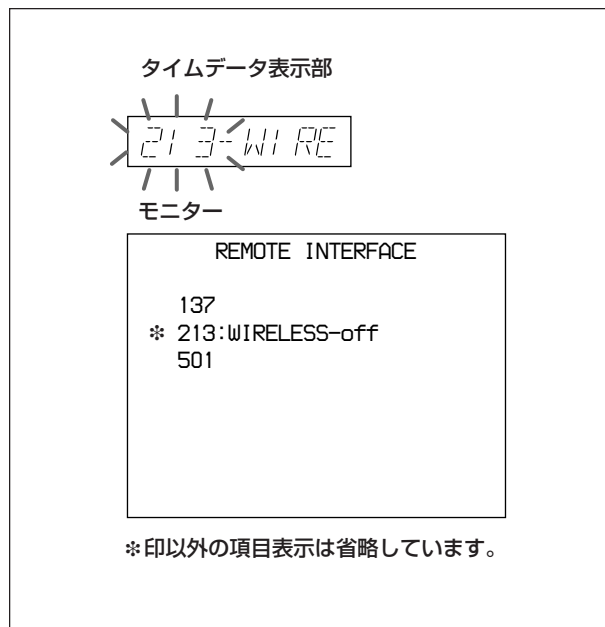 タイムデータ表示部
213-WIRE
モニター
REMOTE INTERFACE
137
❇ 213:WIRELESS-off
501
❇印以外の項目表示は省略しています。